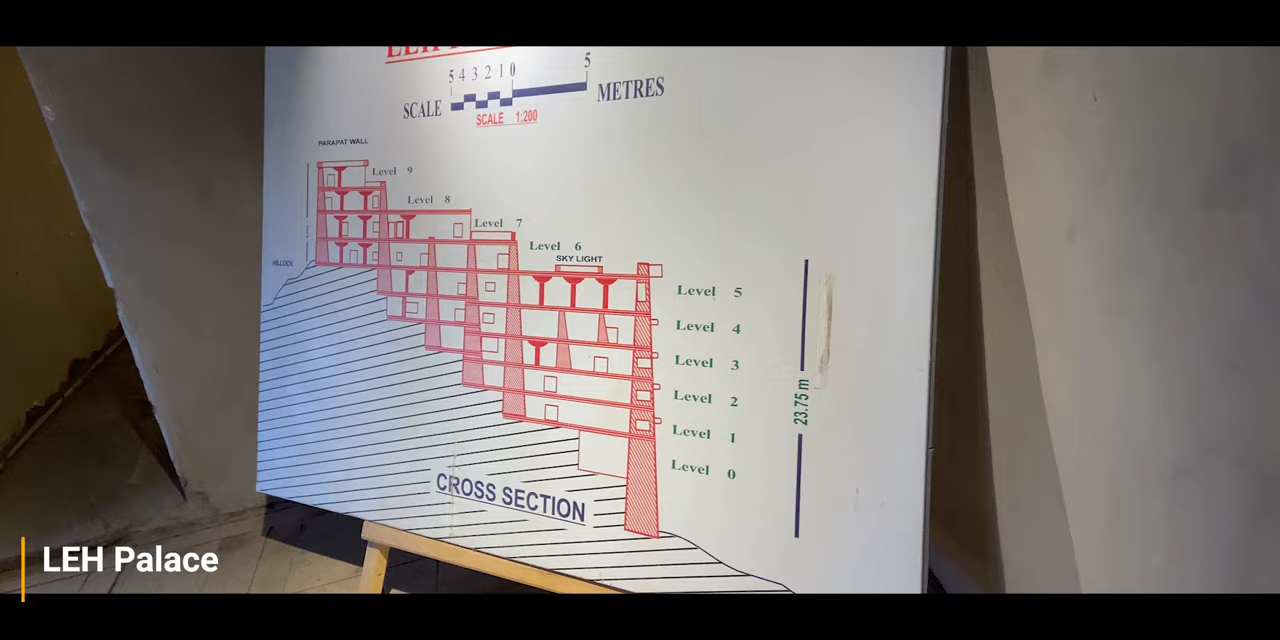 5 4 3 2 1 0 5
SCALE METRES
SCALE 1:200
PARAPAT WALL
Level 9
Level 8
Level 7
Level 6
SKY LIGHT
HILLOCK
Level 5
Level 4
Level 3
23.75 m
Level 2
Level 1
Level 0
CROSS SECTION
LEH Palace